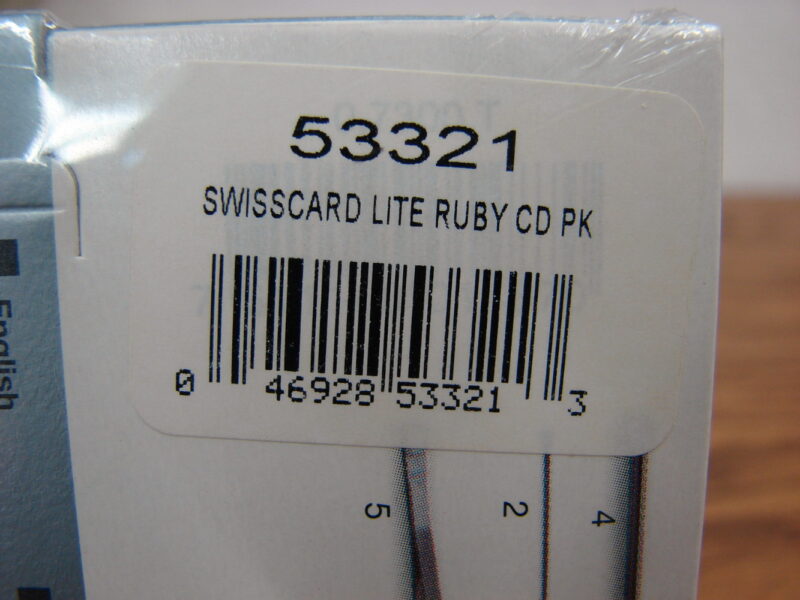 53321
SWISSCARD LITE RUBY CD PK
0 46928 53321 3
5 2 4
English